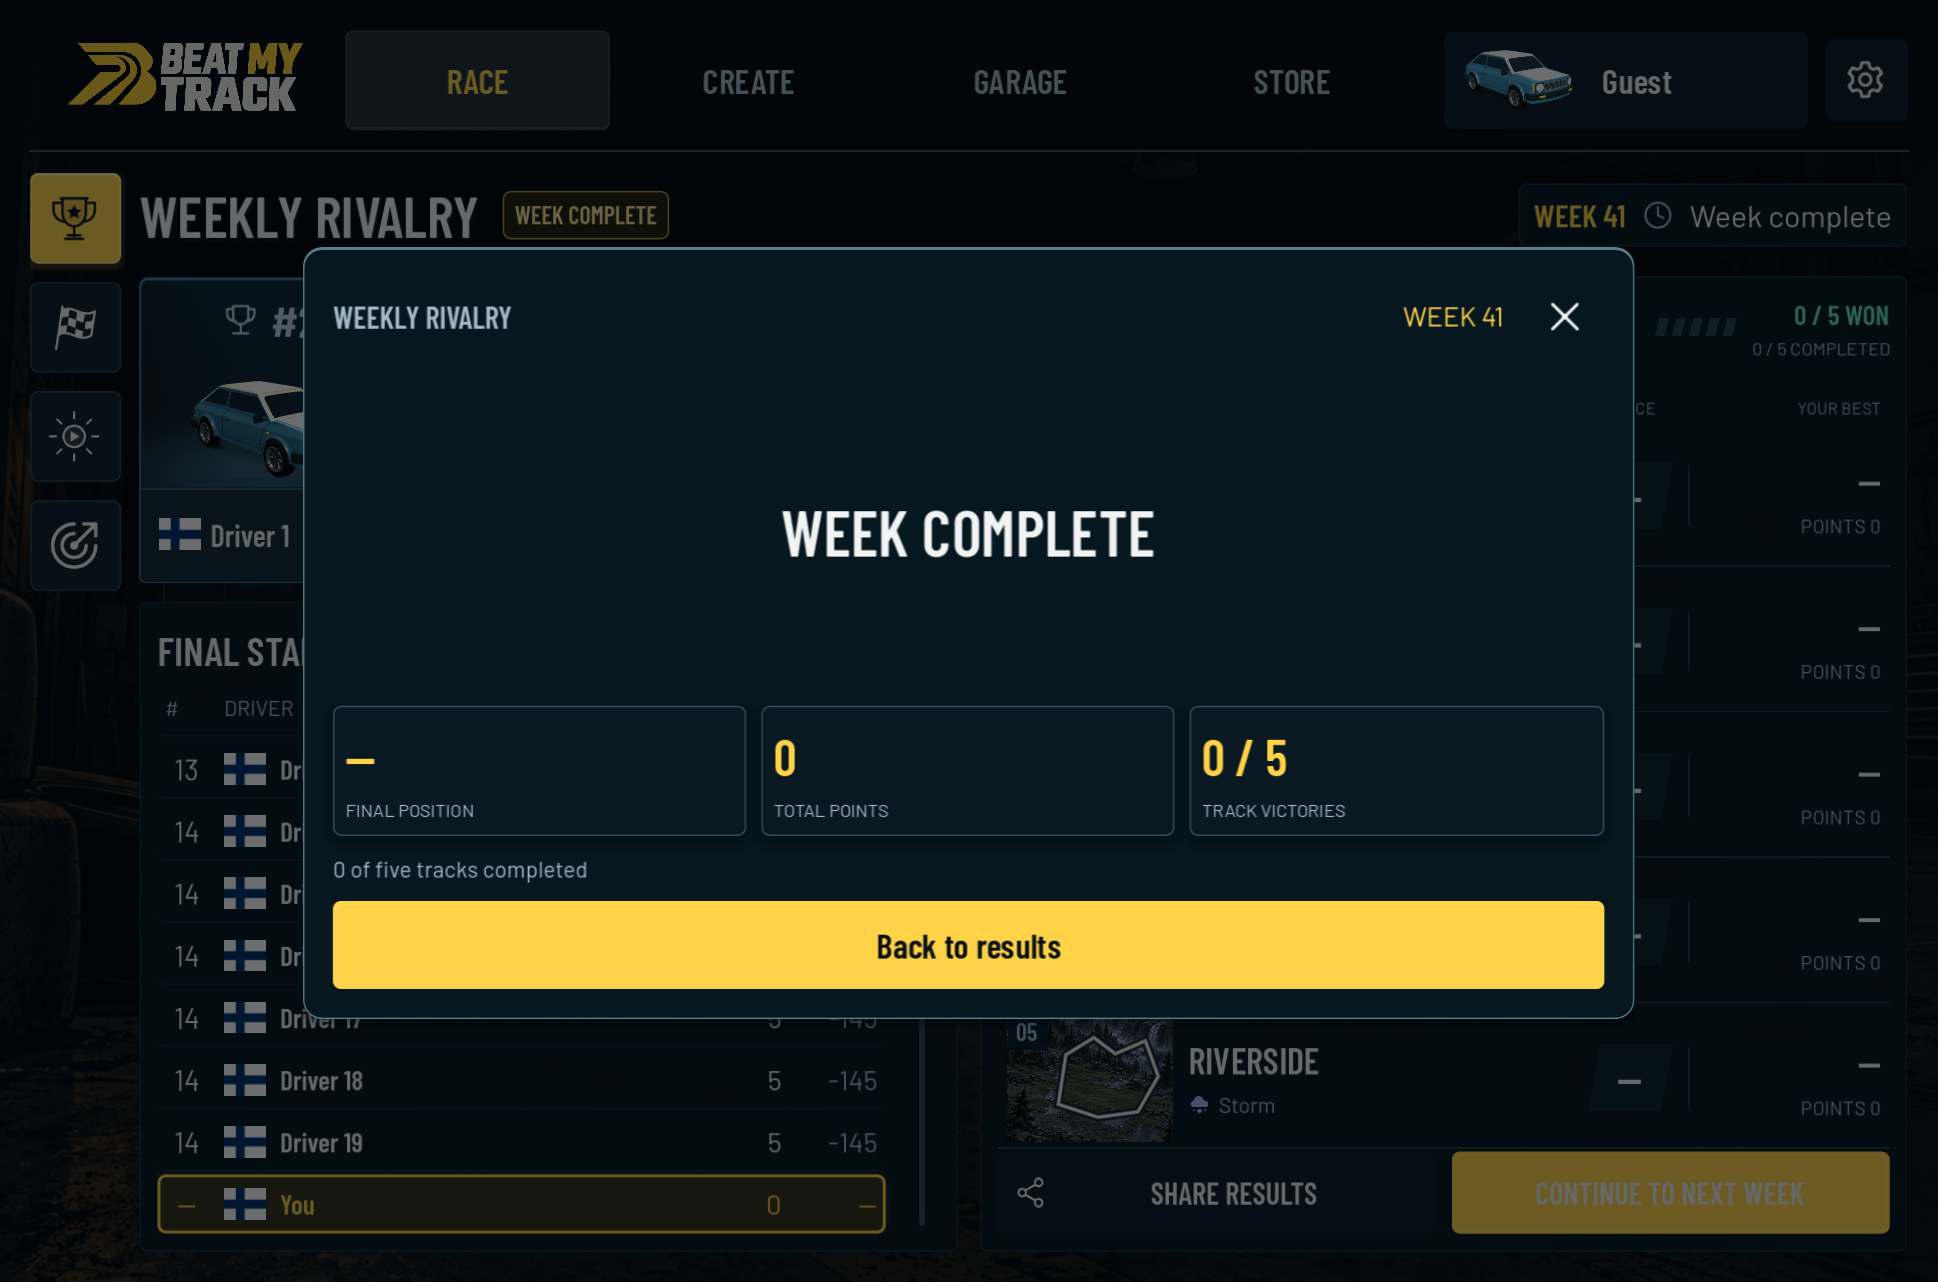 BEAT MY TRACK
RACE
CREATE
GARAGE
STORE
Guest
WEEKLY RIVALRY
WEEK COMPLETE
WEEK 41
Week complete
WEEKLY RIVALRY
WEEK 41
0 / 5 WON
0 / 5 COMPLETED
YOUR BEST
WEEK COMPLETE
–
POINTS 0
Driver 1
–
POINTS 0
FINAL
# DRIVER
–
FINAL POSITION
0
TOTAL POINTS
0 / 5
TRACK VICTORIES
0 of five tracks completed
Back to results
13
14
14
14
–
POINTS 0
–
POINTS 0
14 Driver 17 5 -145
14 Driver 18 5 -145
14 Driver 19 5 -145
– You 0 –
05
RIVERSIDE
Storm
–
–
POINTS 0
SHARE RESULTS
CONTINUE TO NEXT WEEK